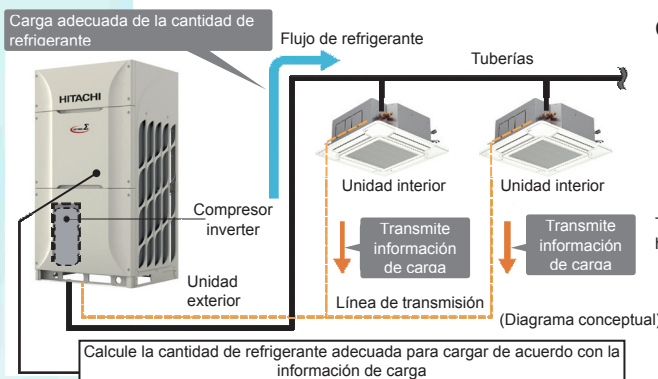 Carga adecuada de la cantidad de
refrigerante
Flujo de refrigerante
Tuberías
HITACHI
Σ
Unidad interior
Unidad interior
Compresor
inverter
Transmite
información
de carga
Transmite
información
de carga
Unidad
exterior
Línea de transmisión
(Diagrama conceptual)
Calcule la cantidad de refrigerante adecuada para cargar de acuerdo con la
información de carga